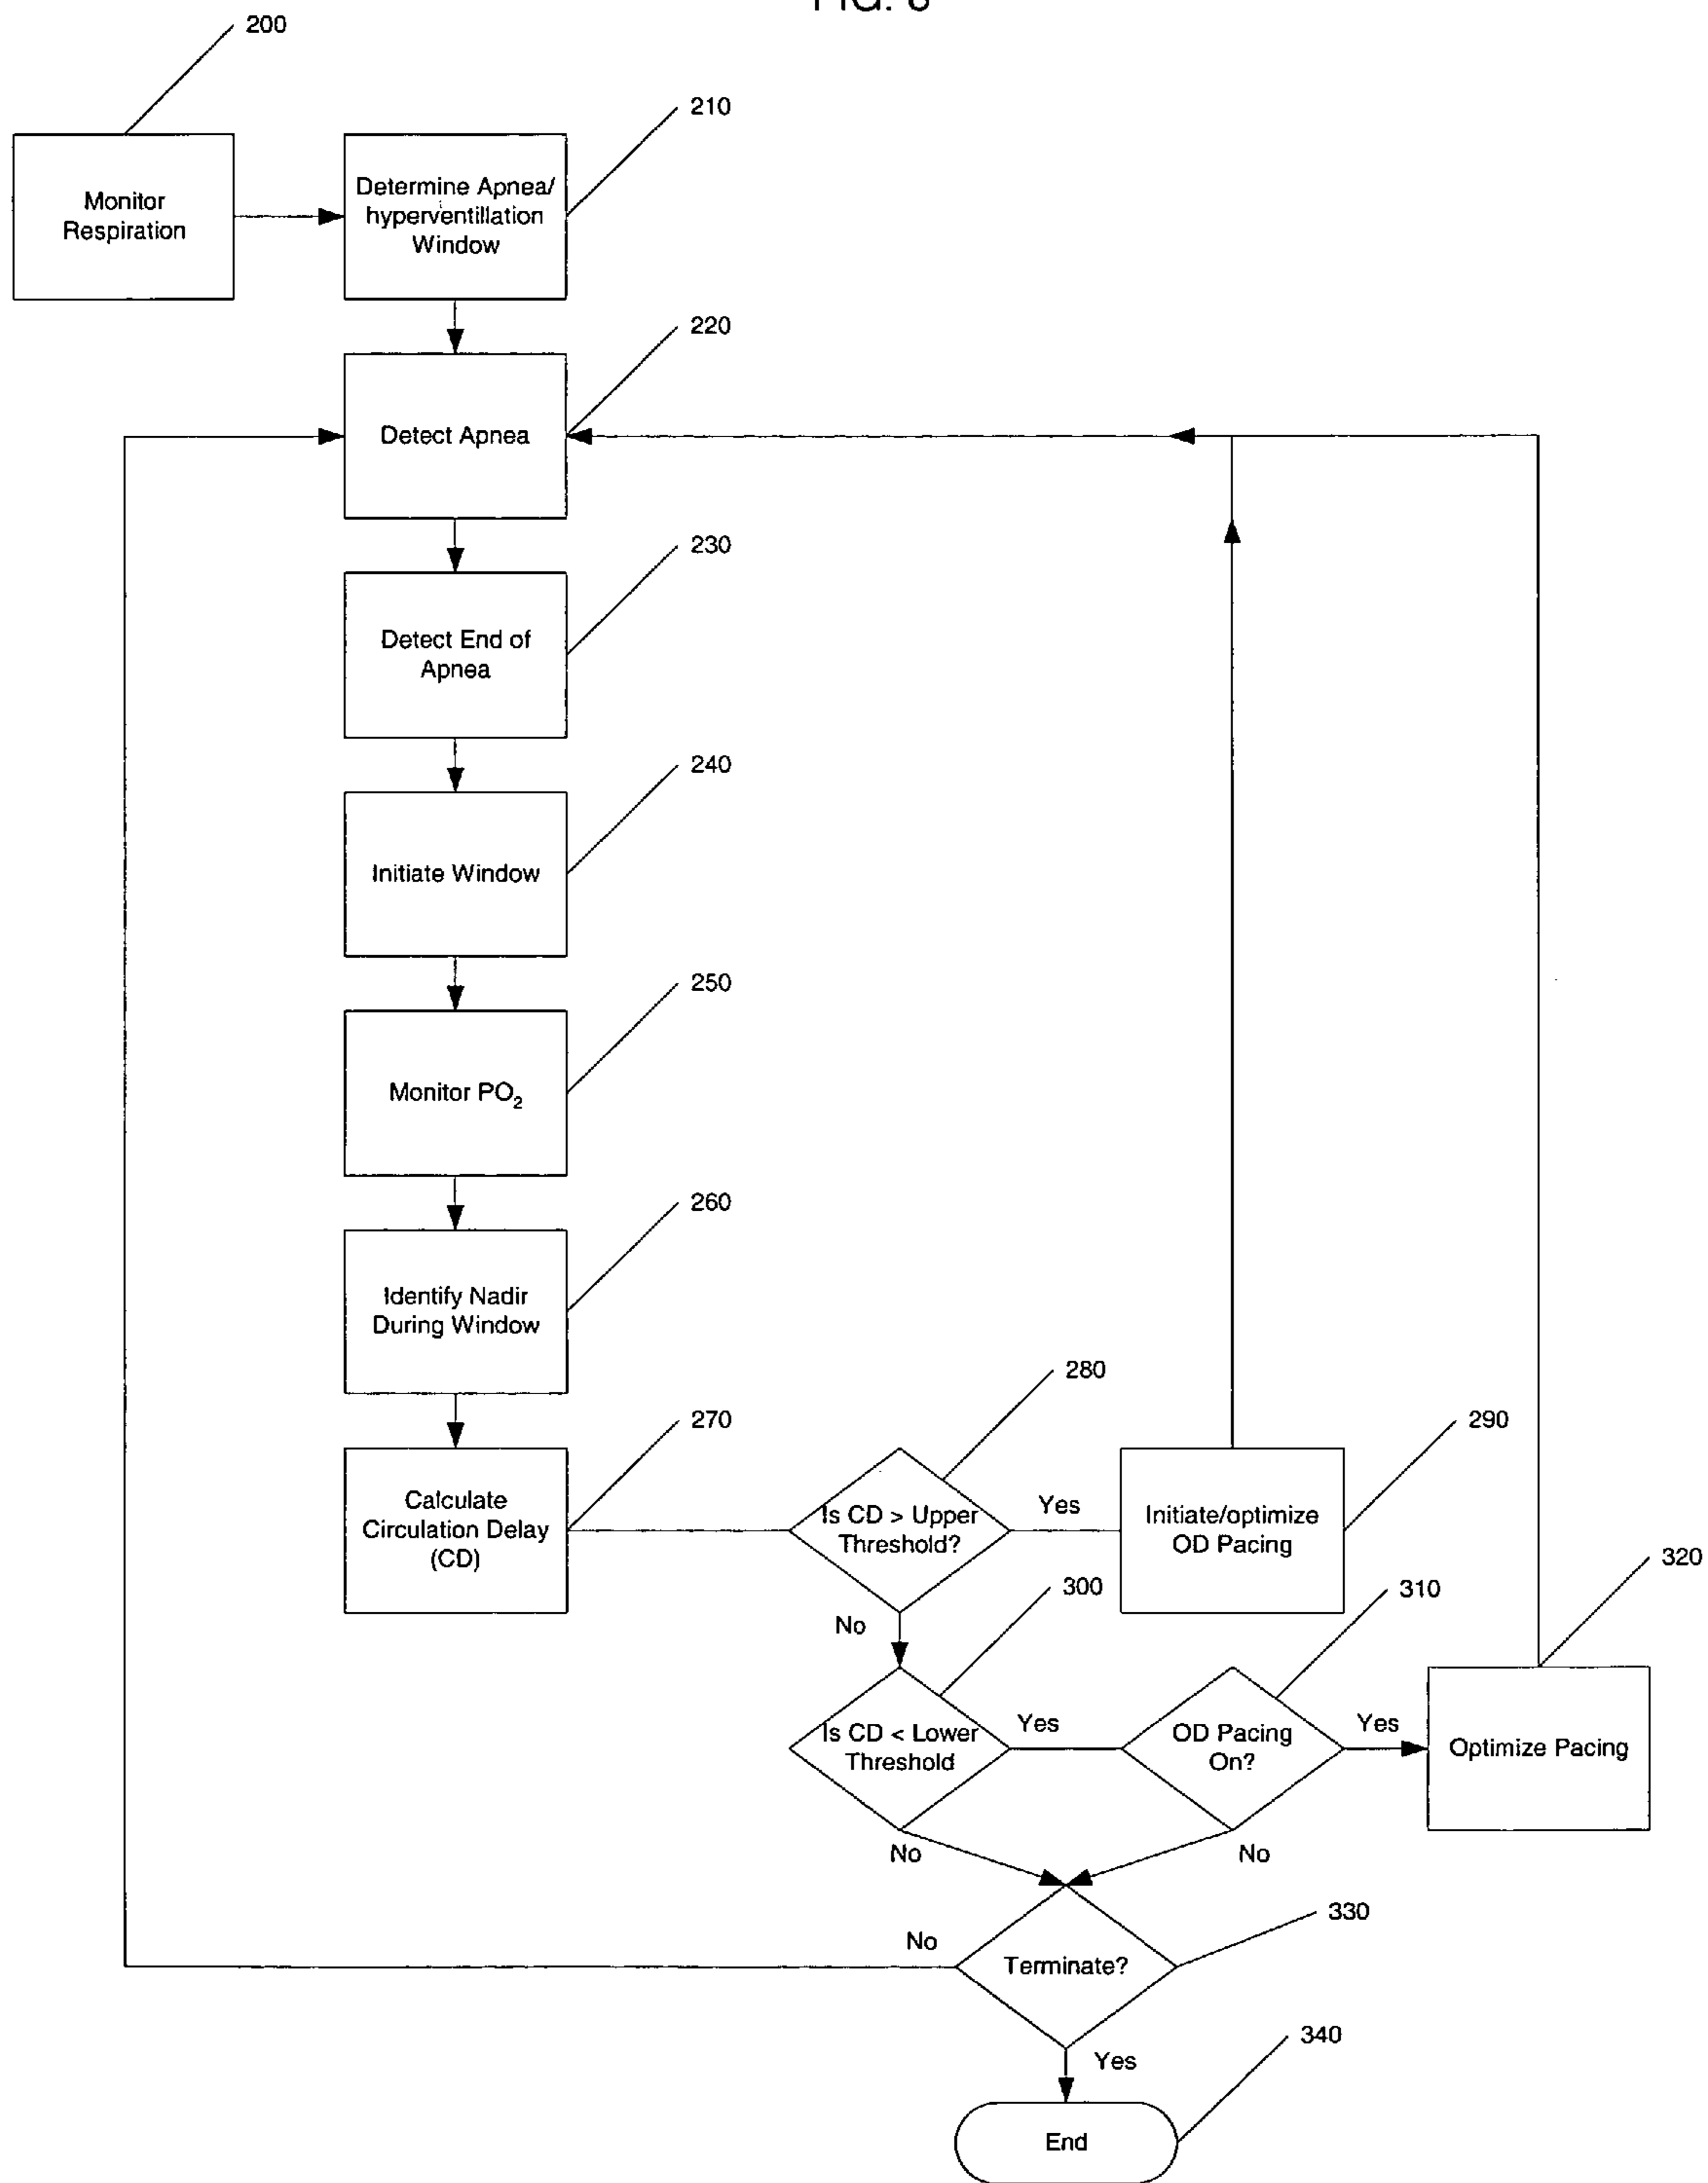 200
210
Monitor
Respiration
Determine Apnea/
hyperventillation
Window
220
Detect Apnea
230
Detect End of
Apnea
240
Initiate Window
250
Monitor PO2
260
Identify Nadir
During Window
270
280
290
Calculate
Circulation Delay
(CD)
Is CD > Upper
Threshold?
Yes
Initiate/optimize
OD Pacing
No
300
310
320
Is CD < Lower
Threshold
Yes
OD Pacing
On?
Yes
Optimize Pacing
No
No
330
No
Terminate?
Yes
340
End